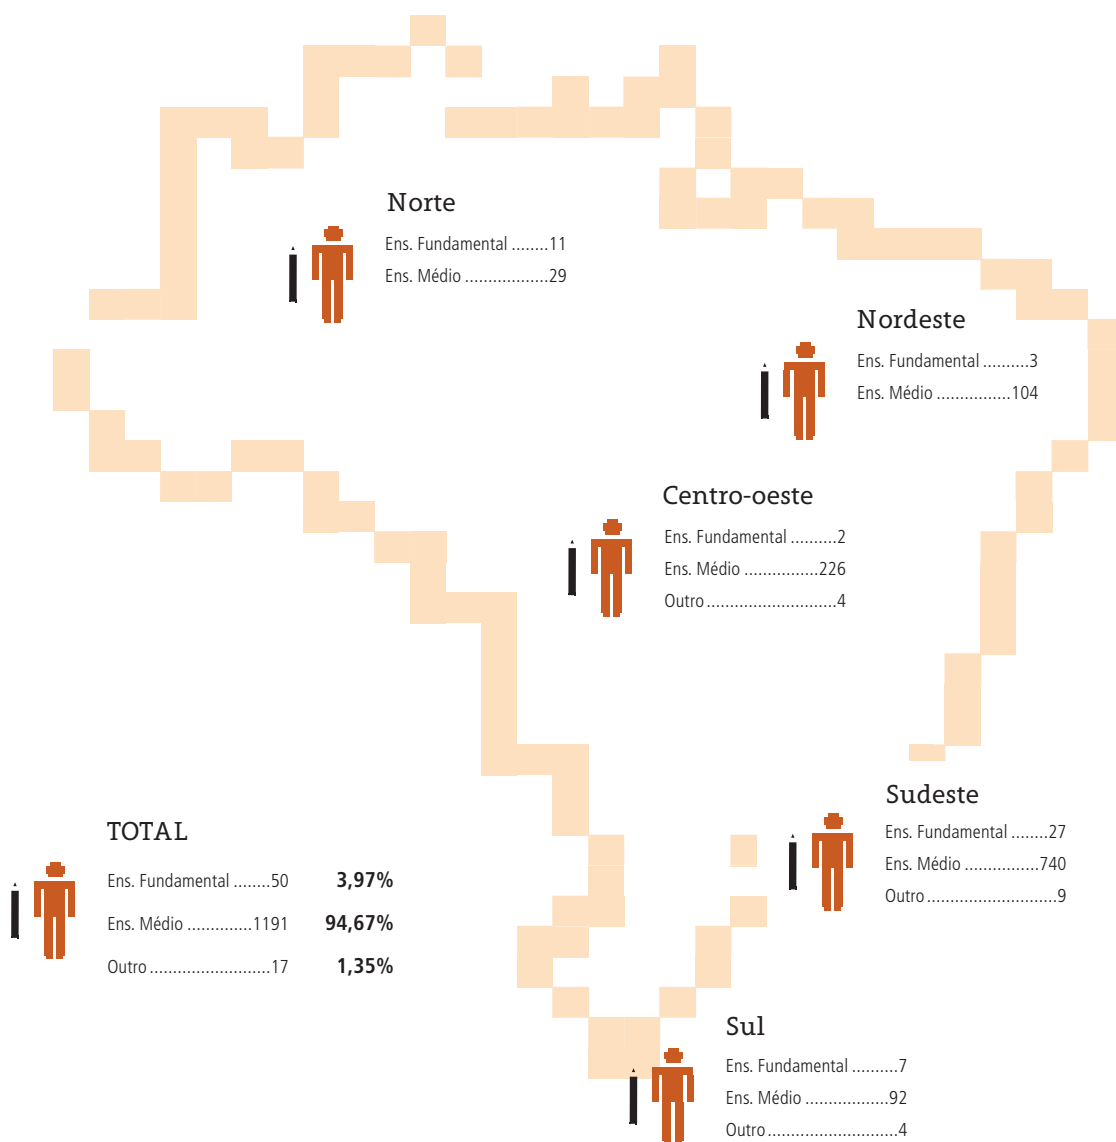 Norte
Ens. Fundamental ........11
Ens. Médio ..................29
Nordeste
Ens. Fundamental ..........3
Ens. Médio ................104
Centro-oeste
Ens. Fundamental ..........2
Ens. Médio ................226
Outro............................4
Sudeste
Ens. Fundamental ........27
Ens. Médio ................740
Outro............................9
TOTAL
Ens. Fundamental ........50 3,97%
Ens. Médio ..............1191 94,67%
Outro..........................17 1,35%
Sul
Ens. Fundamental ..........7
Ens. Médio ..................92
Outro............................4